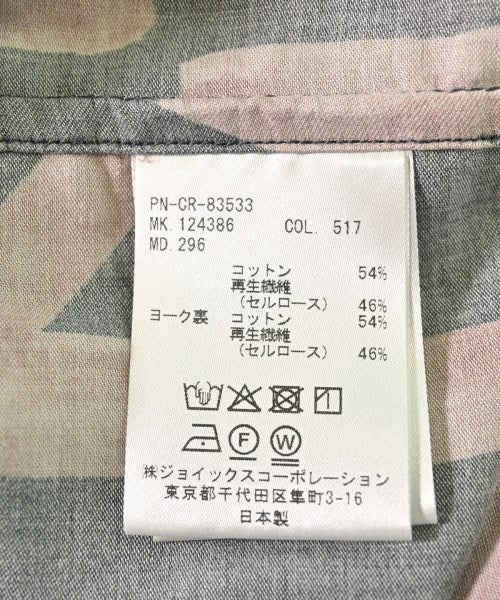 PN-CR-83533
MK. 124386 COL. 517
MD. 296
コットン 54%
再生繊維
(セルロース) 46%
ヨーク裏 コットン 54%
再生繊維
(セルロース) 46%
F W
株ジョイックスコーポレーション
東京都千代田区隼町3-16
日本製